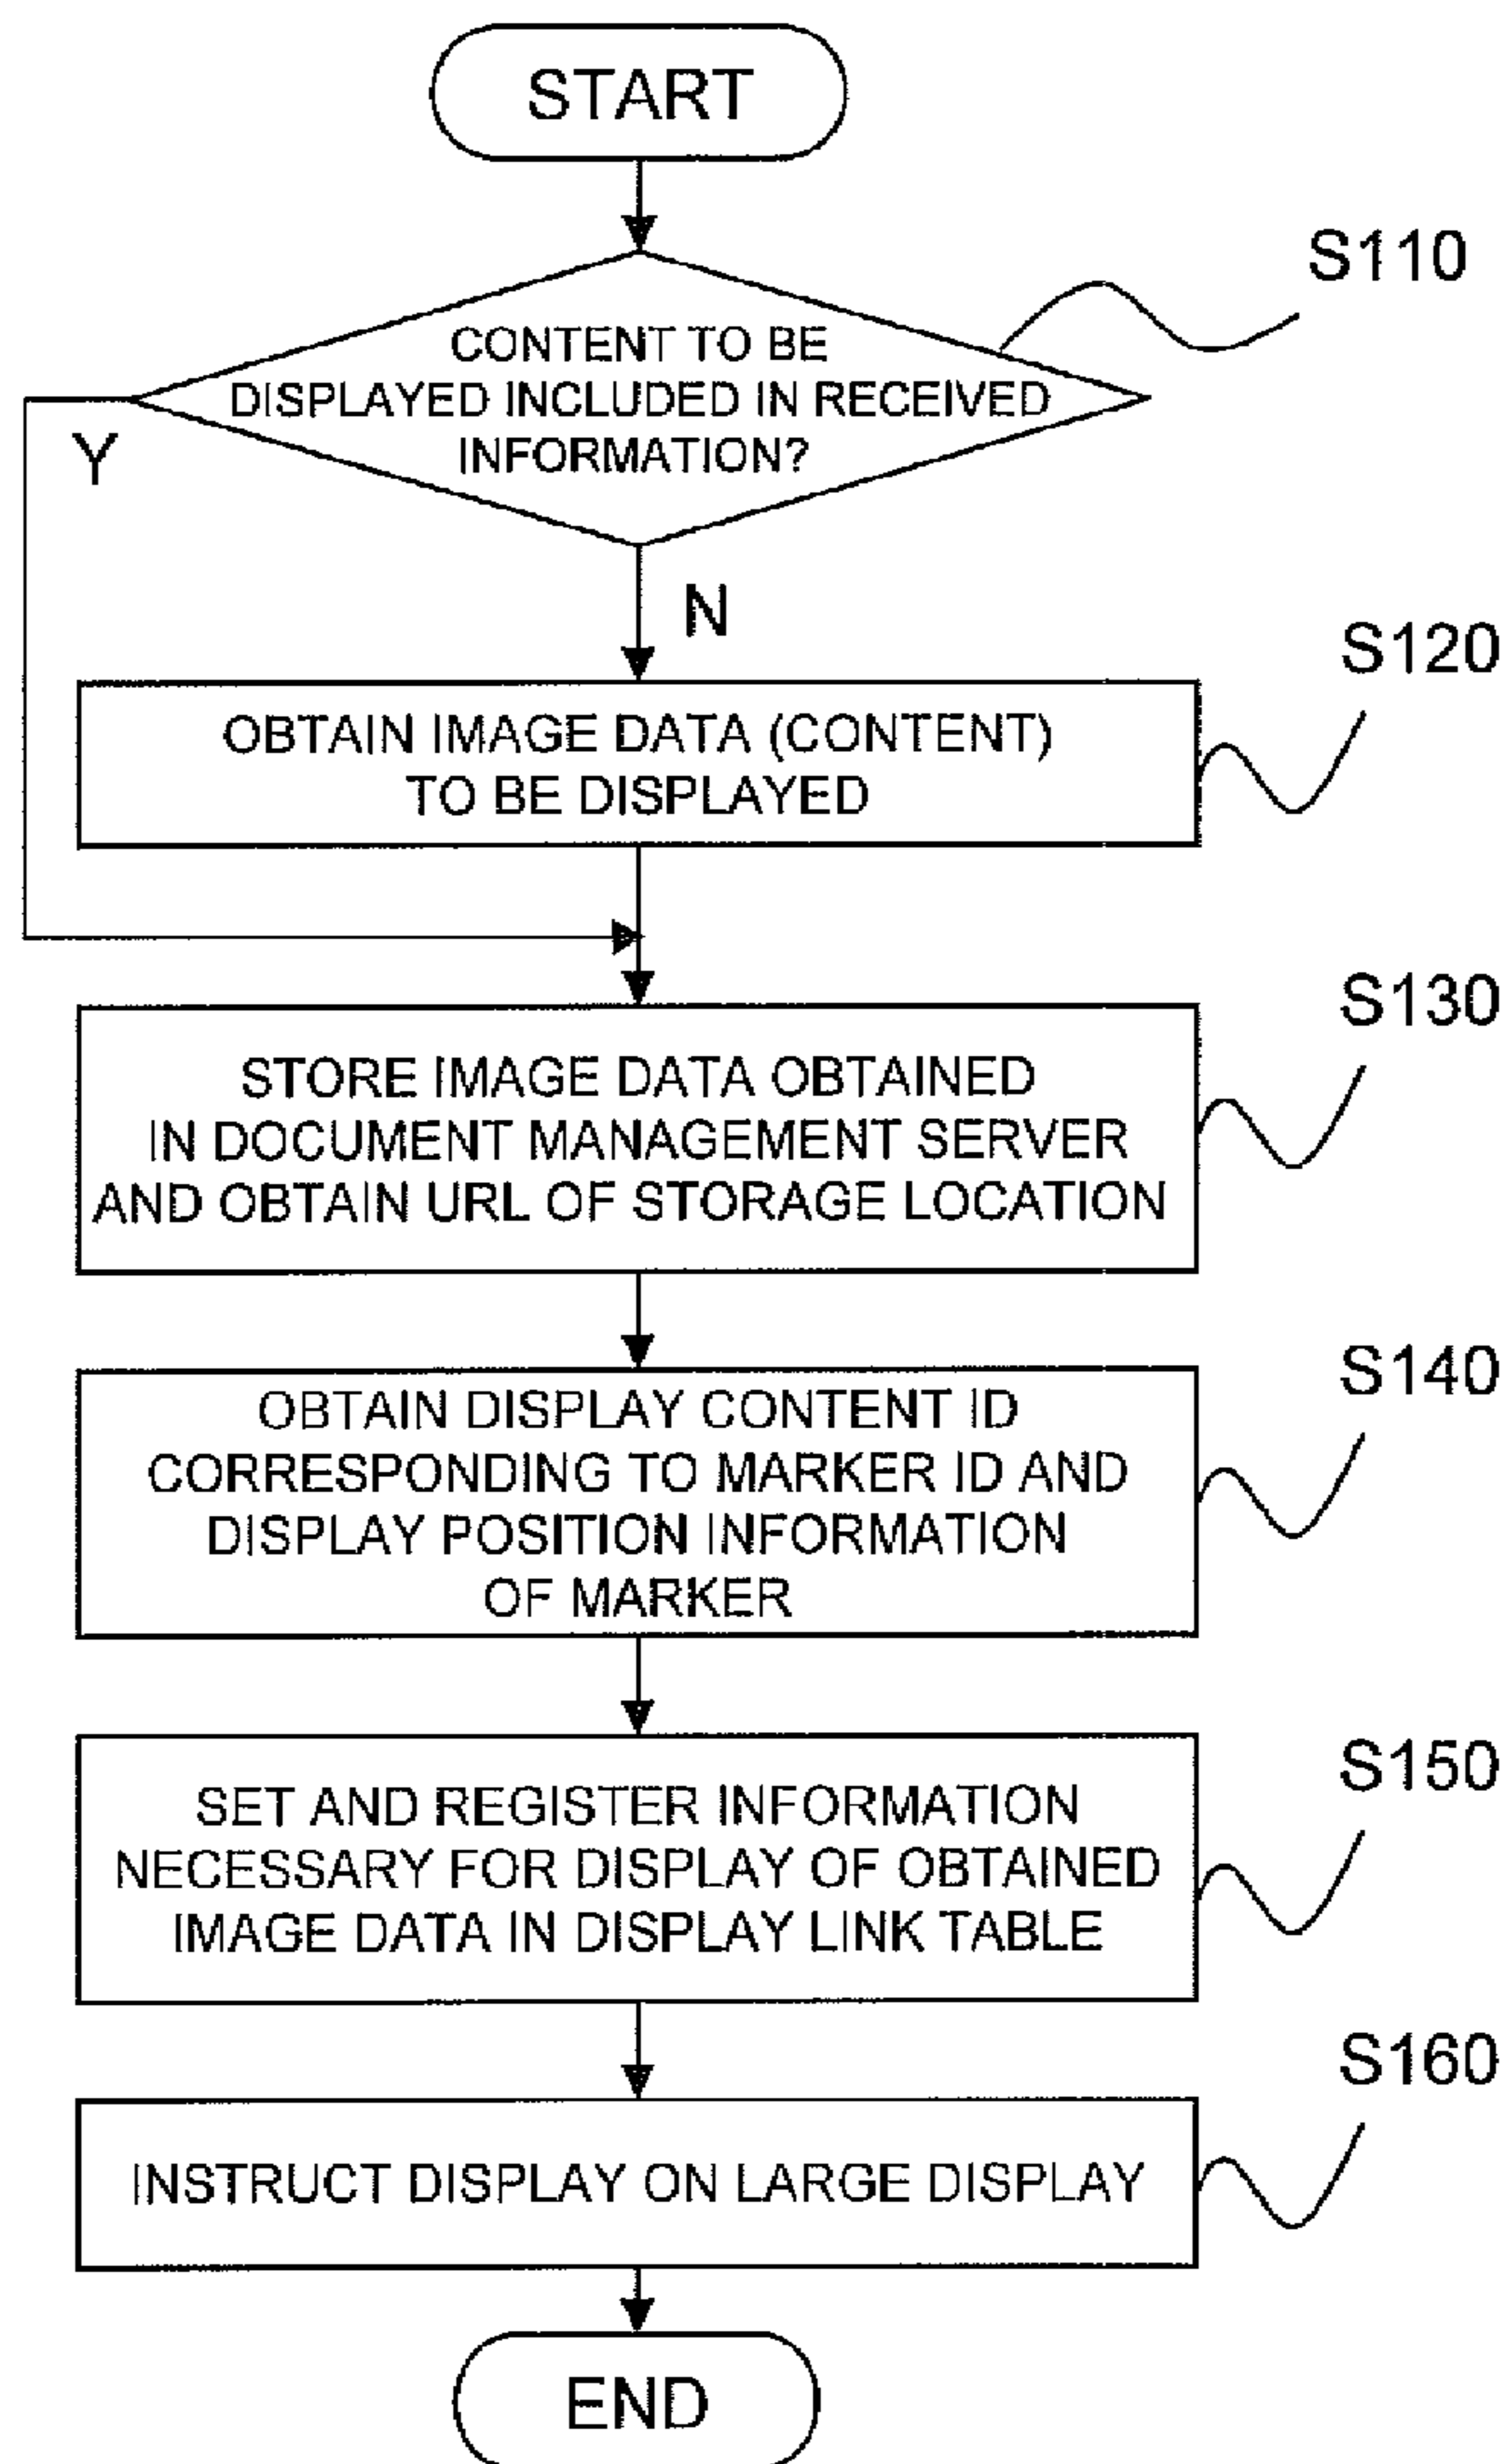 START
S110
CONTENT TO BE
DISPLAYED INCLUDED IN RECEIVED
INFORMATION?
Y
N
S120
OBTAIN IMAGE DATA (CONTENT)
TO BE DISPLAYED
S130
STORE IMAGE DATA OBTAINED
IN DOCUMENT MANAGEMENT SERVER
AND OBTAIN URL OF STORAGE LOCATION
S140
OBTAIN DISPLAY CONTENT ID
CORRESPONDING TO MARKER ID AND
DISPLAY POSITION INFORMATION
OF MARKER
S150
SET AND REGISTER INFORMATION
NECESSARY FOR DISPLAY OF OBTAINED
IMAGE DATA IN DISPLAY LINK TABLE
S160
INSTRUCT DISPLAY ON LARGE DISPLAY
END